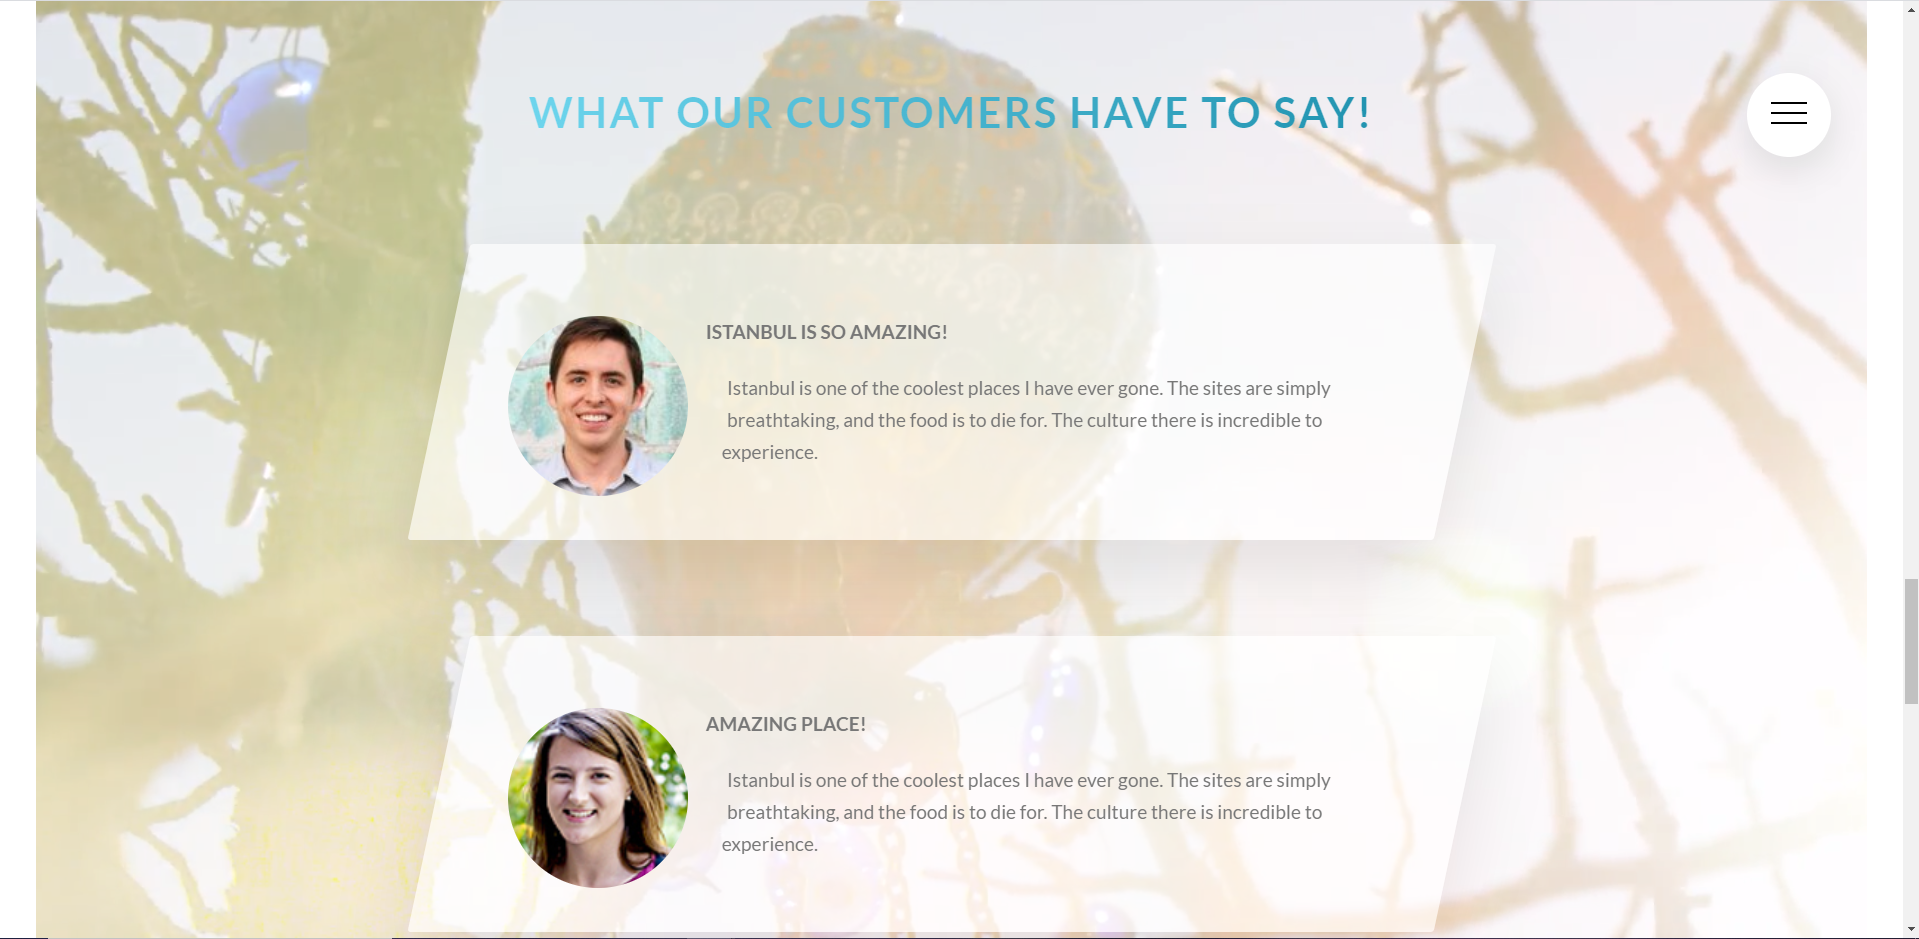 WHAT OUR CUSTOMERS HAVE TO SAY!
ISTANBUL IS SO AMAZING!
Istanbul is one of the coolest places I have ever gone. The sites are simply
breathtaking, and the food is to die for. The culture there is incredible to
experience.
AMAZING PLACE!
Istanbul is one of the coolest places I have ever gone. The sites are simply
breathtaking, and the food is to die for. The culture there is incredible to
experience.